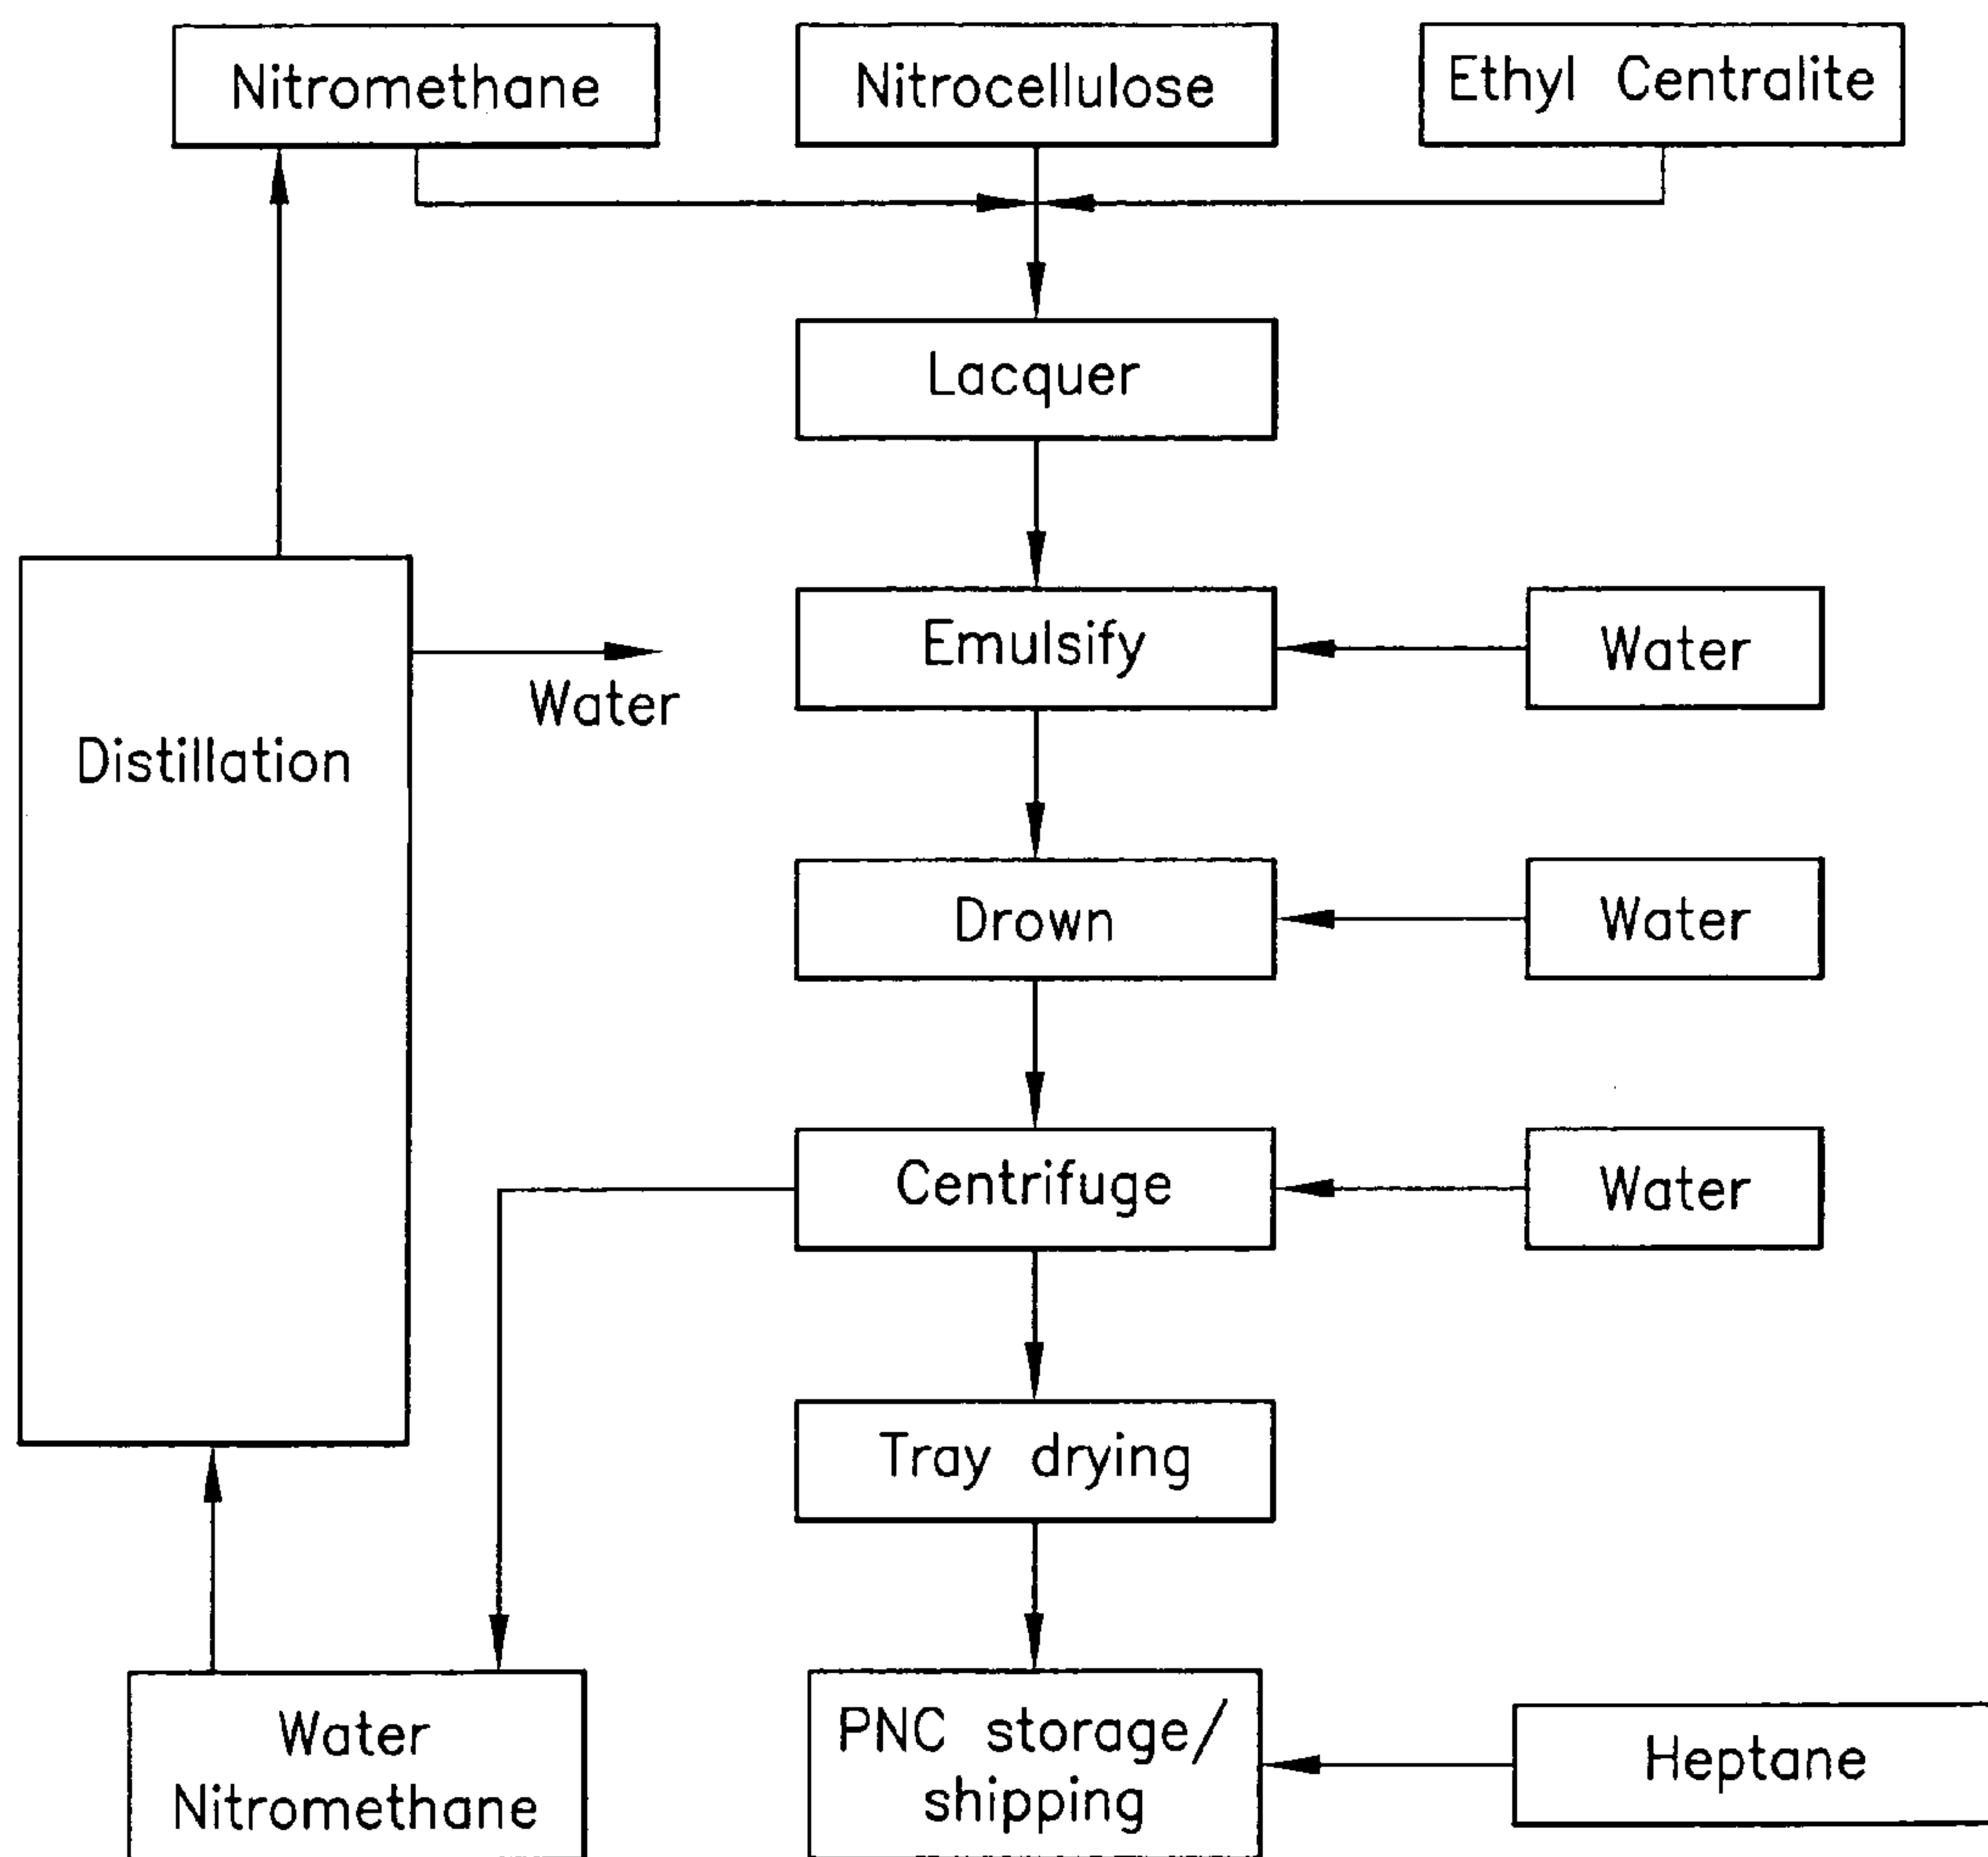 Nitromethane
Nitrocellulose
Ethyl Centralite
Lacquer
Emulsify
Water
Water
Distillation
Drown
Water
Centrifuge
Water
Tray drying
Water
Nitromethane
PNC storage/
shipping
Heptane